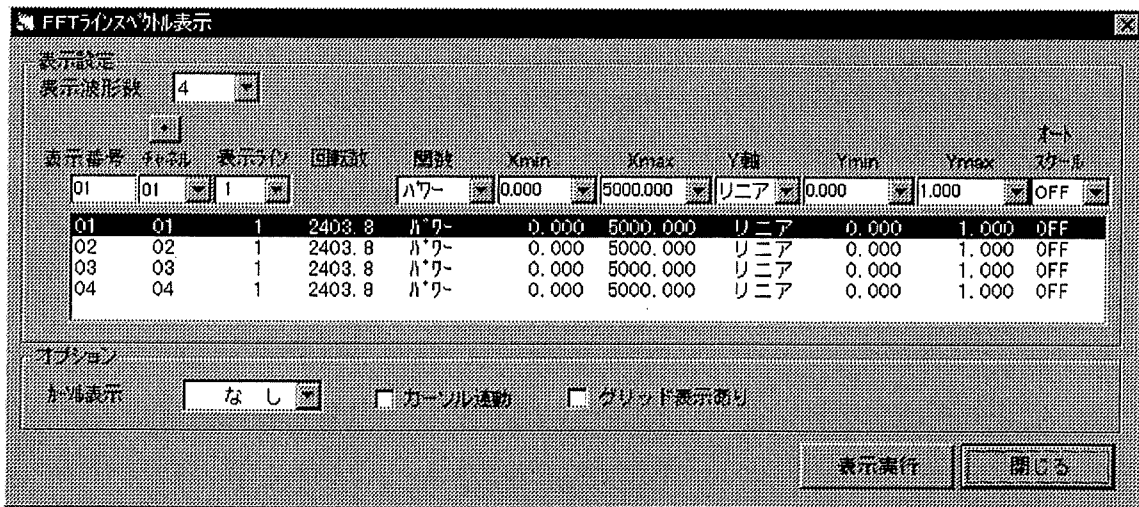 FFTラインスペクトル表示
表示設定
表示波形数 4
オート
表示番号 チャネル 表示ライン 回転数 関数 Xmin Xmax Y軸 Ymin Ymax スケール
01 01 1 パワー 0.000 5000.000 リニア 0.000 1.000 OFF
01 01 1 2403.8 パワー 0.000 5000.000 リニア 0.000 1.000 OFF
02 02 1 2403.8 パワー 0.000 5000.000 リニア 0.000 1.000 OFF
03 03 1 2403.8 パワー 0.000 5000.000 リニア 0.000 1.000 OFF
04 04 1 2403.8 パワー 0.000 5000.000 リニア 0.000 1.000 OFF
オプション
カーソル表示 なし カーソル連動 グリッド表示あり
表示実行 閉じる